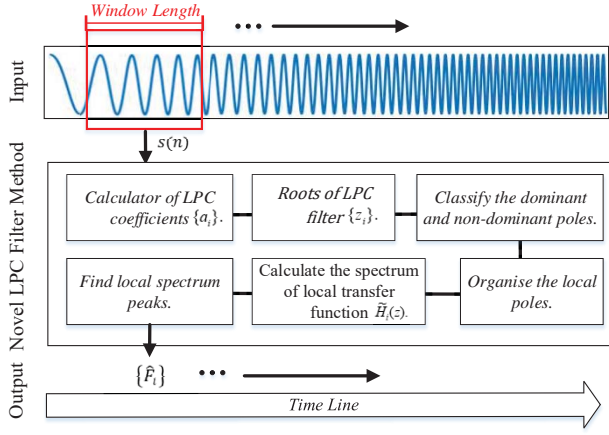 Window Length
•••
Input
s(n)
Novel LPC Filter Method
Calculator of LPC
coefficients {aᵢ}.
Roots of LPC
filter {zᵢ}.
Classify the dominant
and non-dominant poles.
Find local spectrum
peaks.
Calculate the spectrum
of local transfer
function H̃ᵢ(z).
Organise the local
poles.
Output
{F̂ᵢ}
•••
Time Line